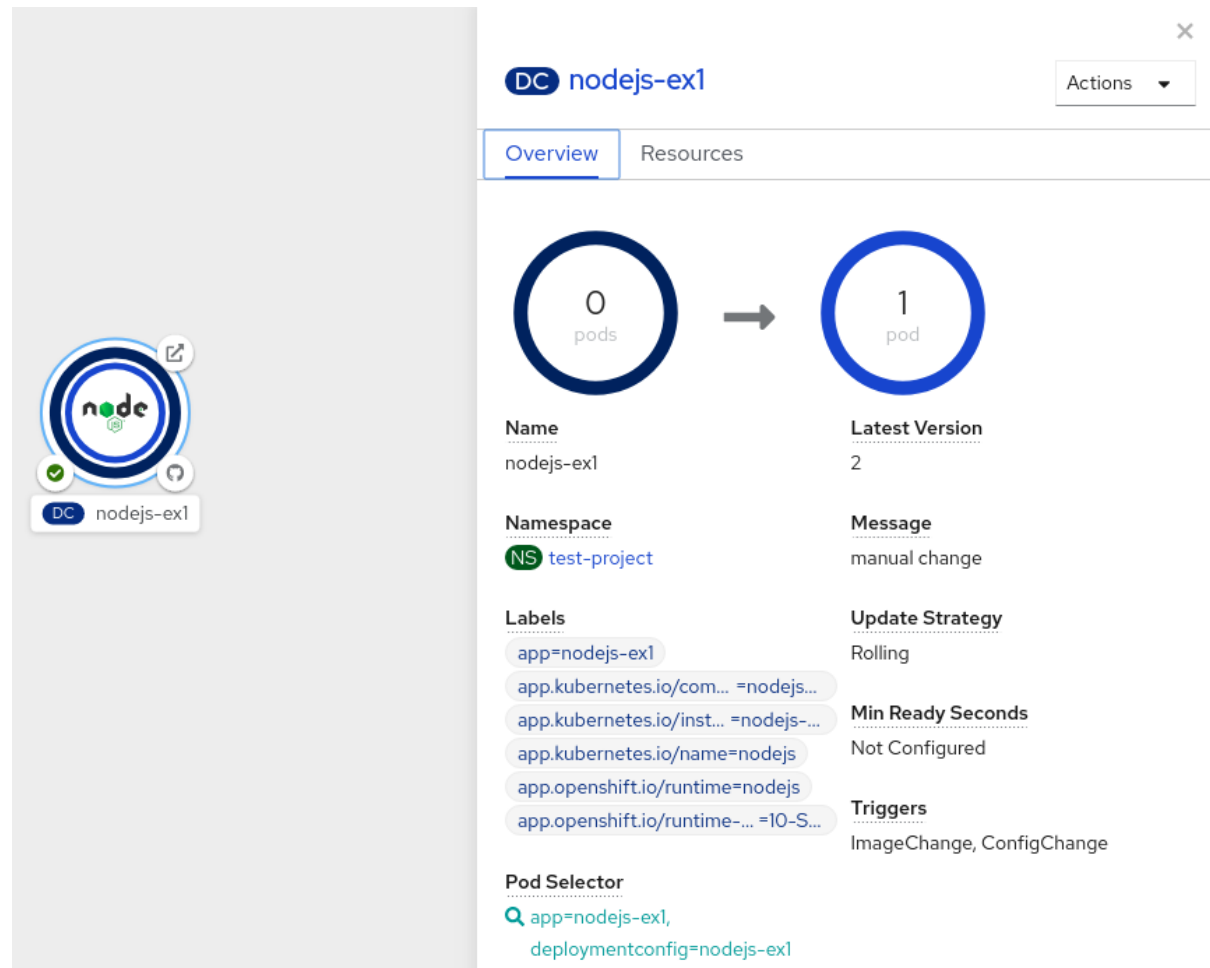 node
JS
DC nodejs-ex1
×
DC nodejs-ex1
Actions
Overview
Resources
0
pods
1
pod
Name
nodejs-ex1
Latest Version
2
Namespace
NS test-project
Message
manual change
Labels
app=nodejs-ex1
app.kubernetes.io/com... =nodejs...
app.kubernetes.io/inst... =nodejs-...
app.kubernetes.io/name=nodejs
app.openshift.io/runtime=nodejs
app.openshift.io/runtime-... =10-S...
Update Strategy
Rolling
Min Ready Seconds
Not Configured
Triggers
ImageChange, ConfigChange
Pod Selector
app=nodejs-ex1,
deploymentconfig=nodejs-ex1